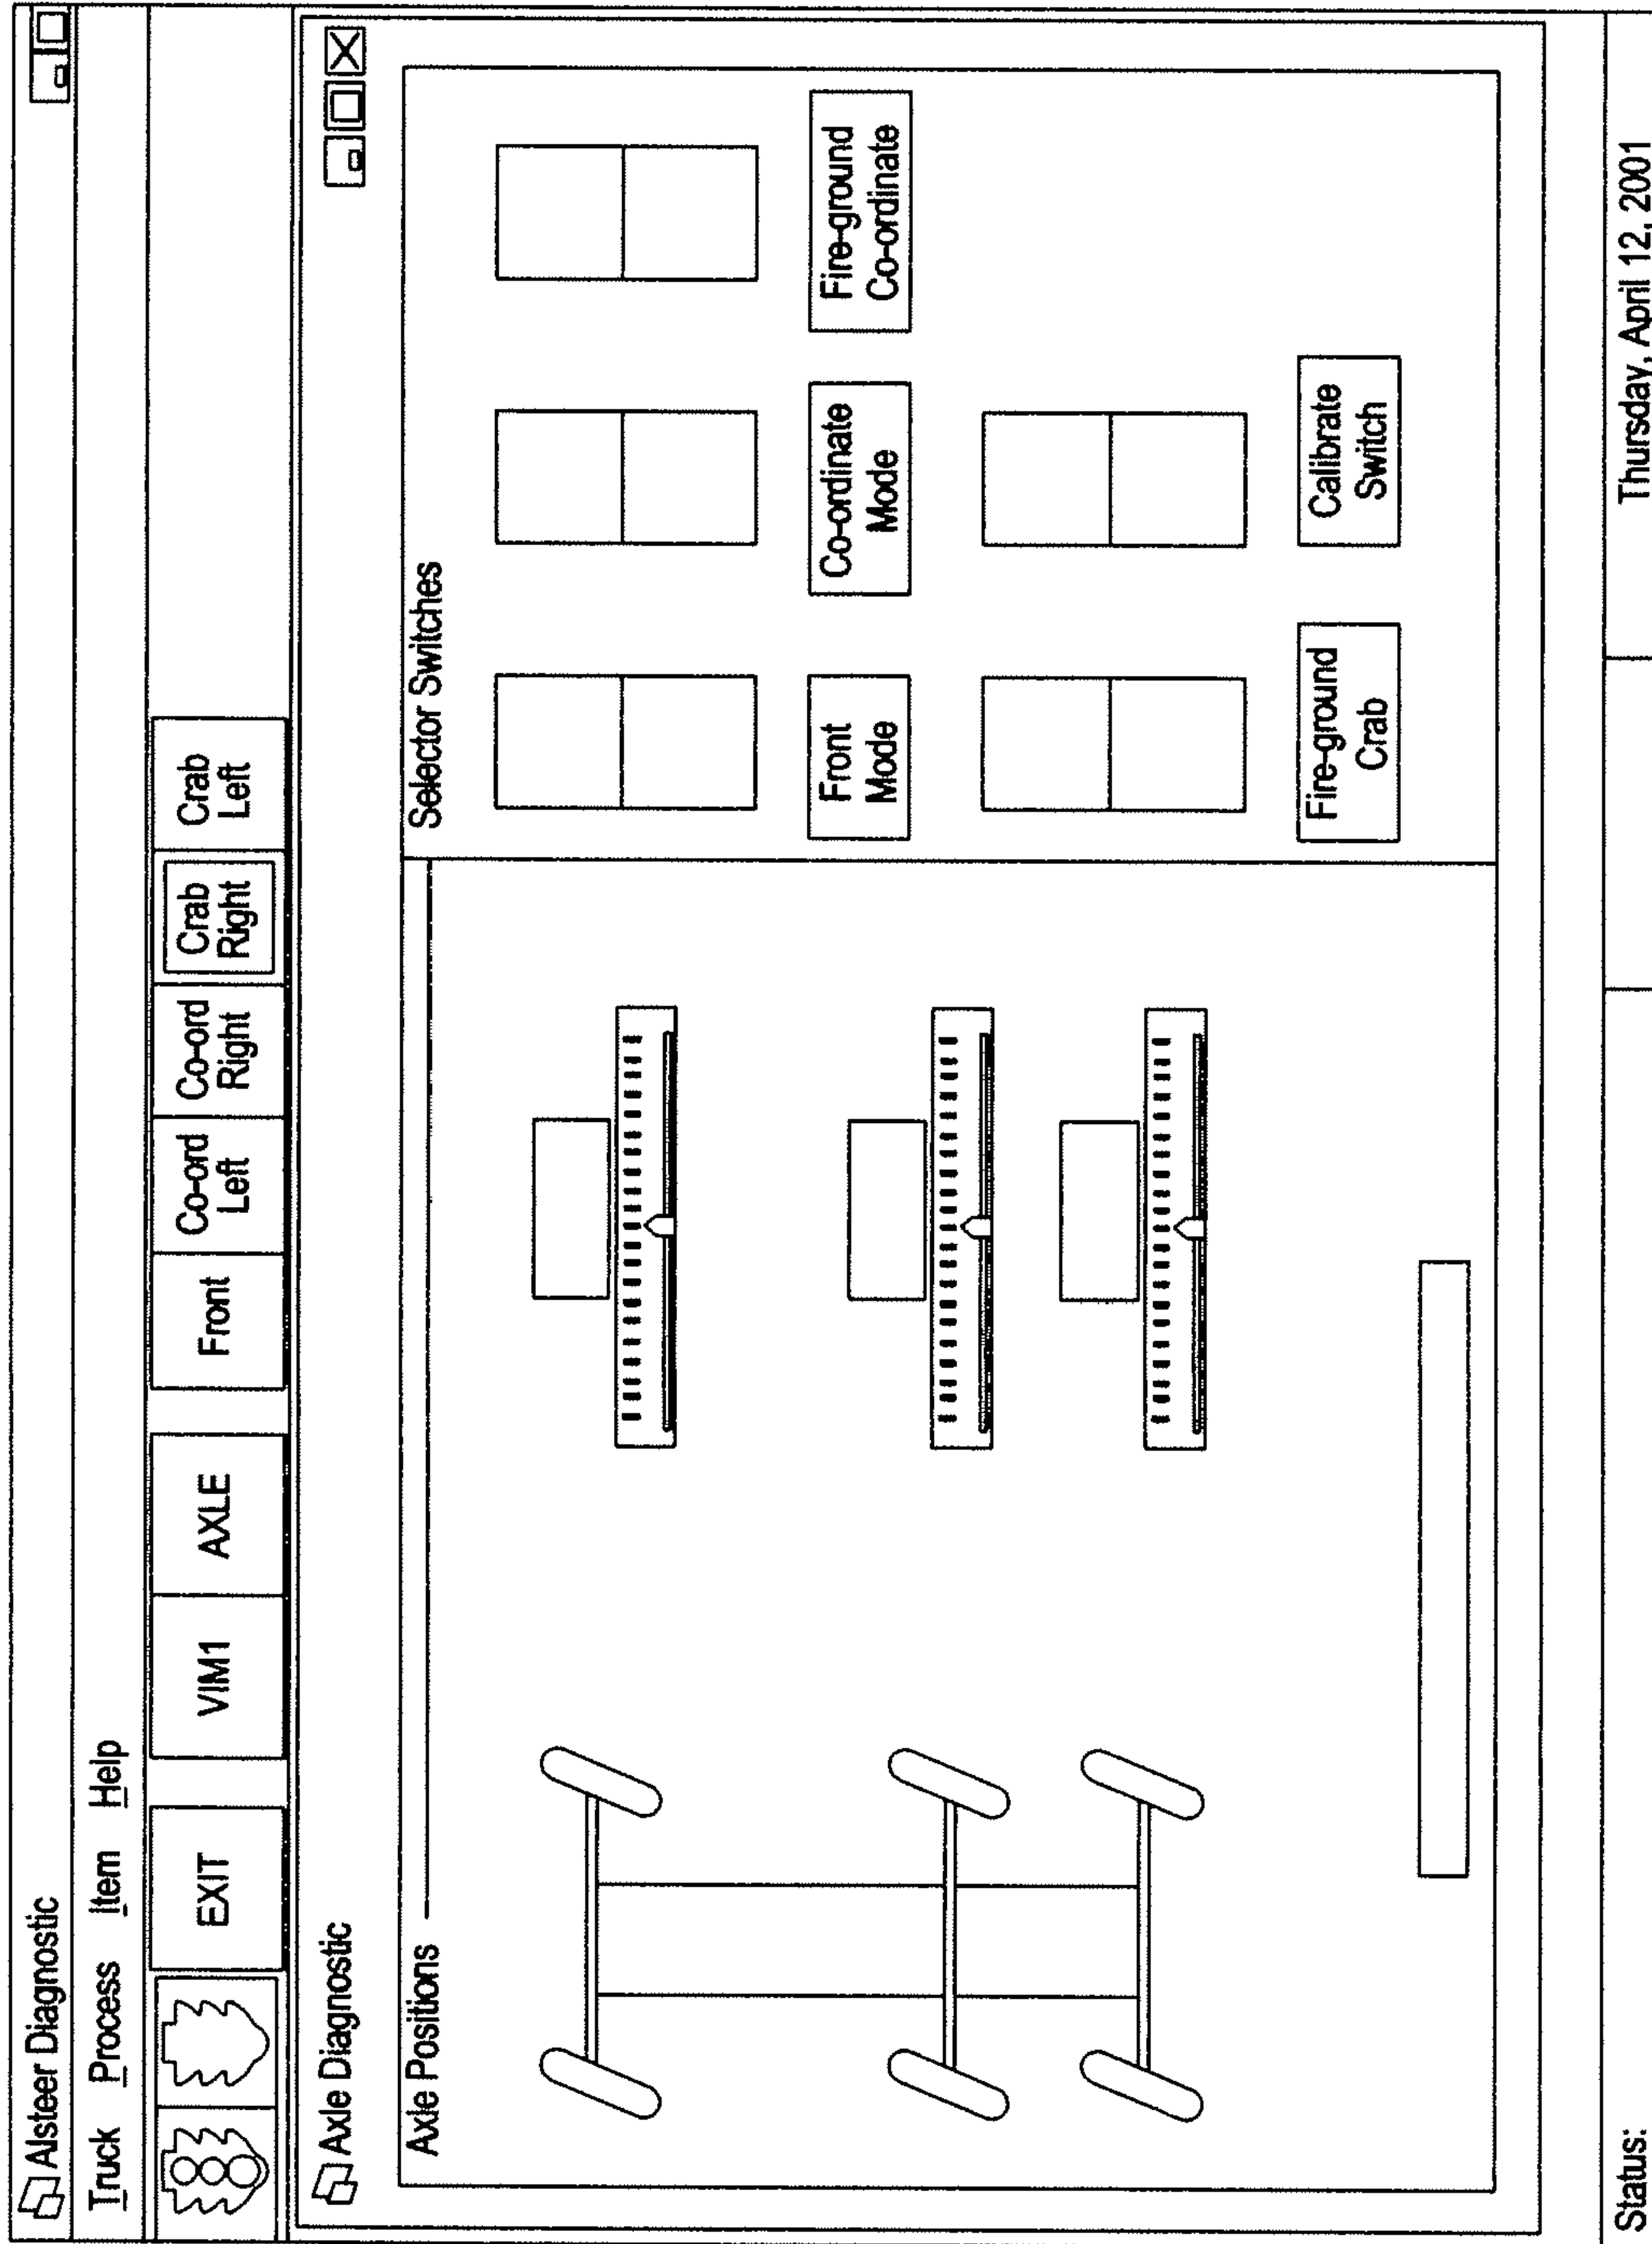 Alsteer Diagnostic
Truck Process Item Help
EXIT VIM1 AXLE Front Co-ord Left Co-ord Right Crab Right Crab Left
Axle Diagnostic
Axle Positions
Selector Switches
Front
Mode
Co-ordinate
Mode
Fire-ground
Co-ordinate
Fire-ground
Crab
Calibrate
Switch
Status:
Thursday, April 12, 2001